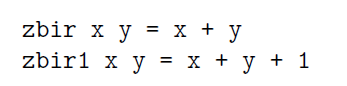 zbir x y = x + y
zbir1 x y = x + y + 1